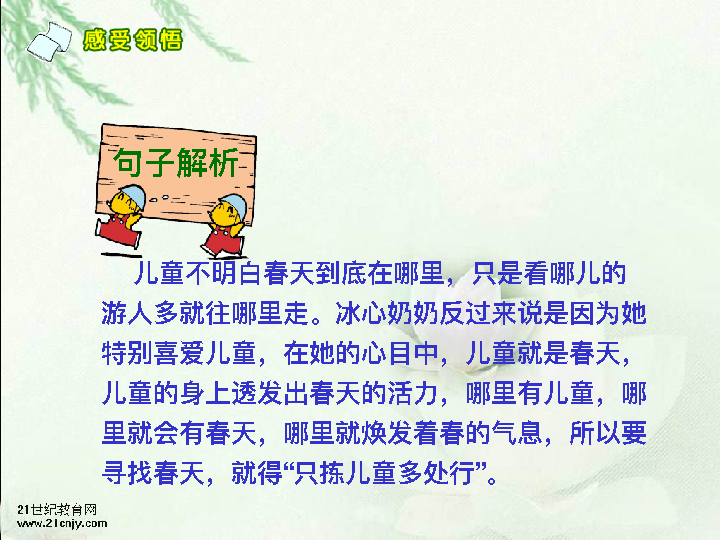 感受领悟
句子解析
儿童不明白春天到底在哪里，只是看哪儿的
游人多就往哪里走。冰心奶奶反过来说是因为她
特别喜爱儿童，在她的心目中，儿童就是春天，
儿童的身上透发出春天的活力，哪里有儿童，哪
里就会有春天，哪里就焕发着春的气息，所以要
寻找春天，就得“只拣儿童多处行”。
21世纪教育网
www.21cnjy.com